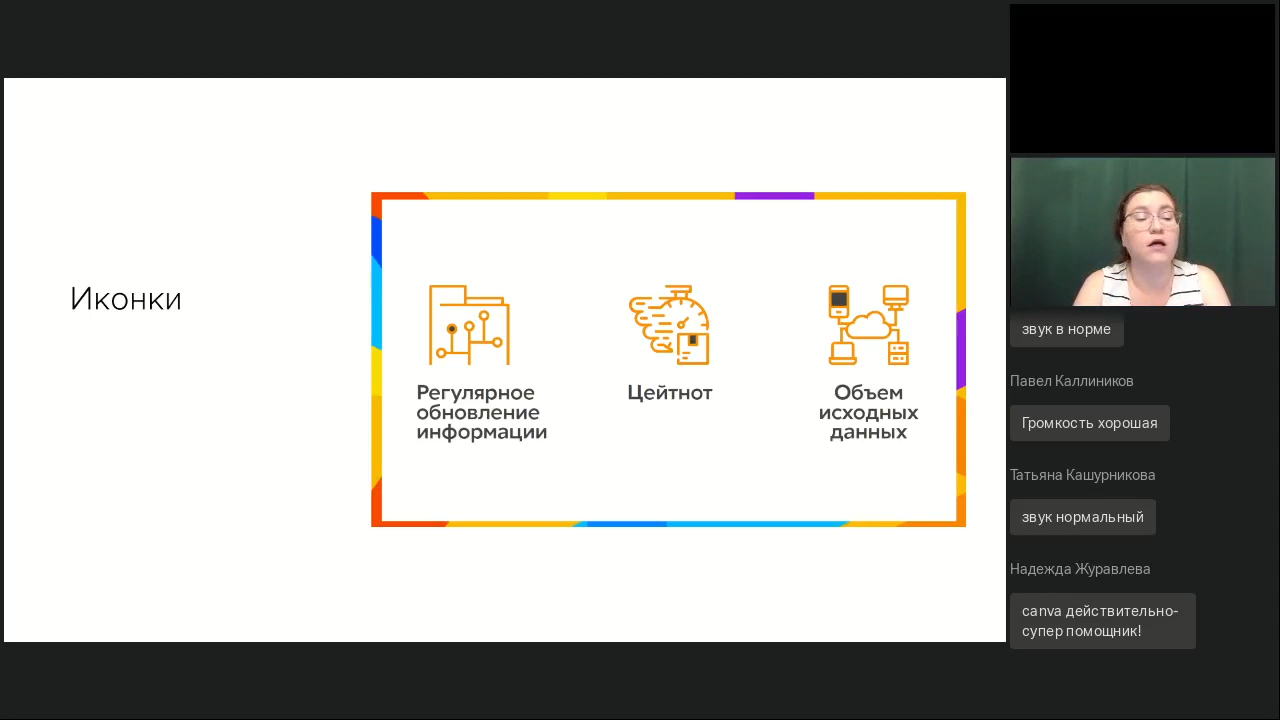 Иконки
Регулярное
обновление
информации
Цейтнот
Объем
исходных
данных
звук в норме
Павел Каллиников
Громкость хорошая
Татьяна Кашурникова
звук нормальный
Надежда Журавлева
canva действительно-
супер помощник!